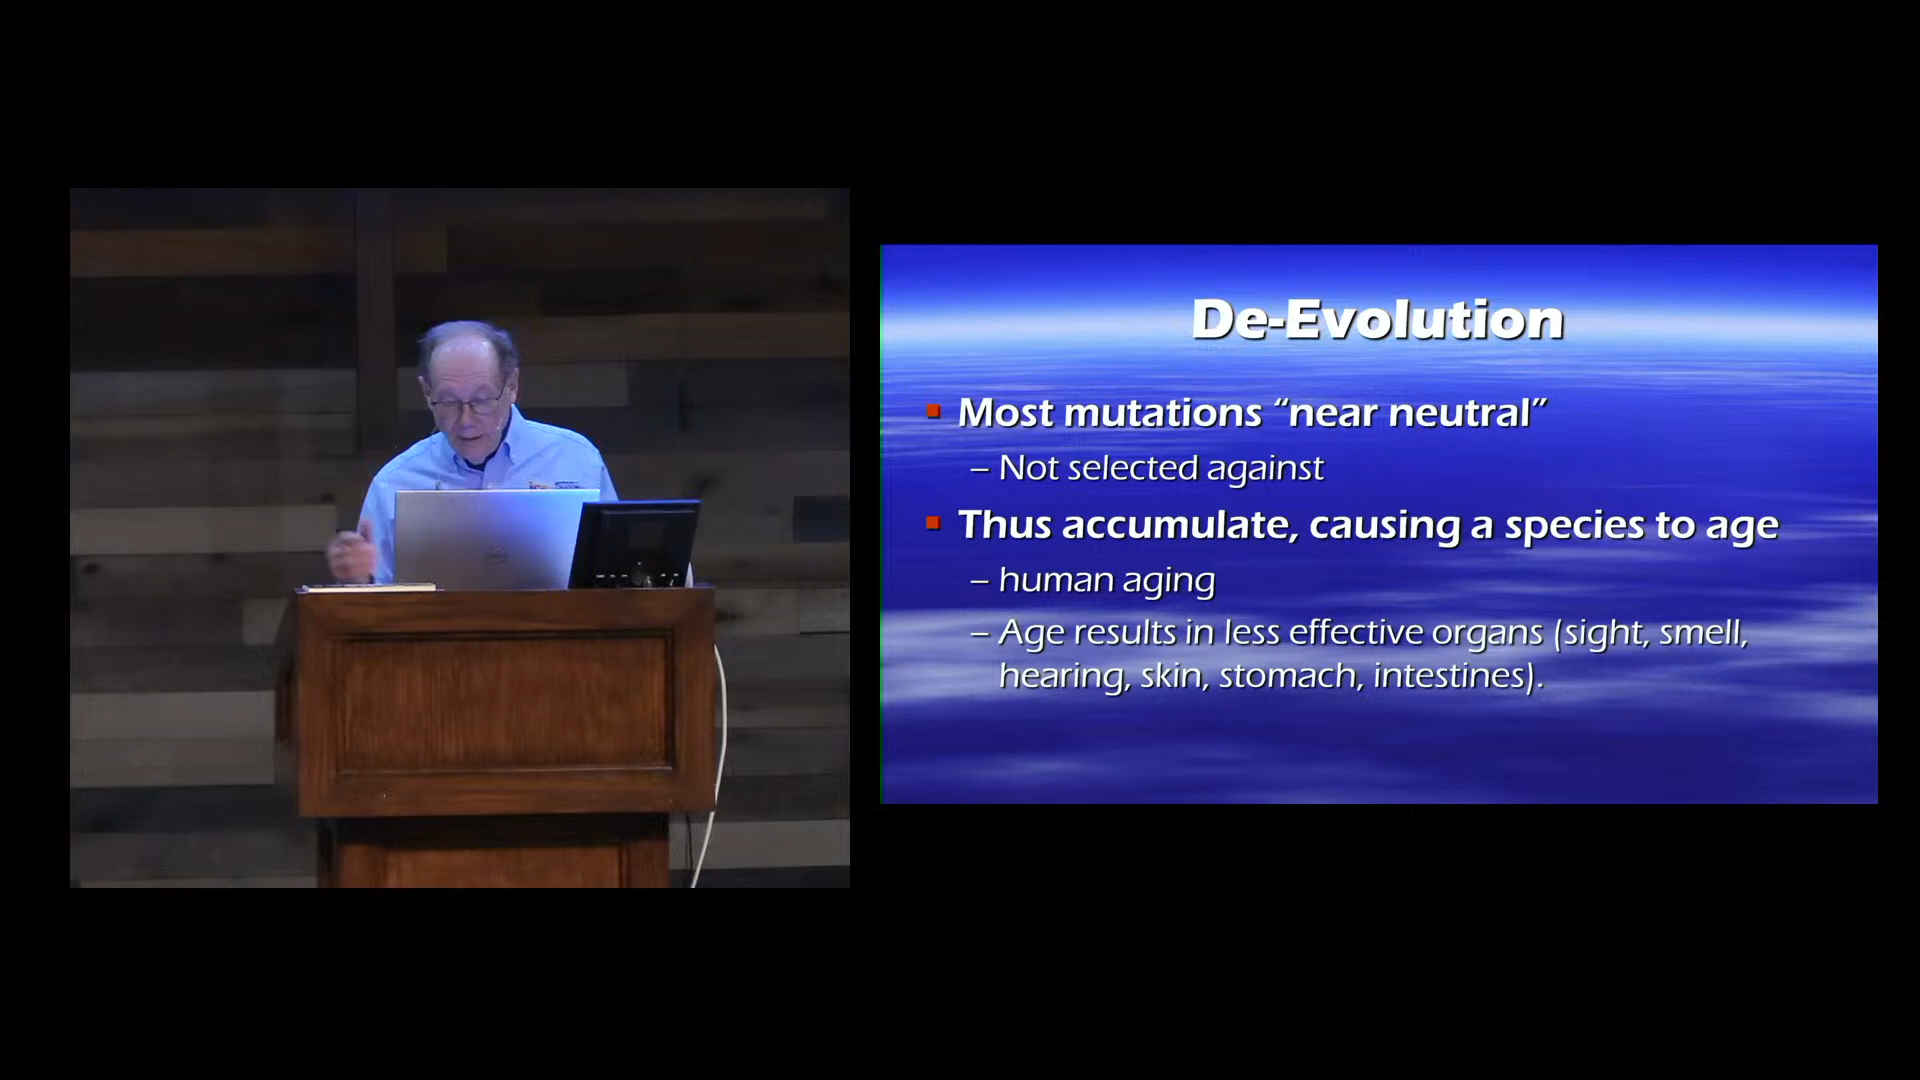 De-Evolution
Most mutations “near neutral”
– Not selected against
Thus accumulate, causing a species to age
– human aging
– Age results in less effective organs (sight, smell,
hearing, skin, stomach, intestines).